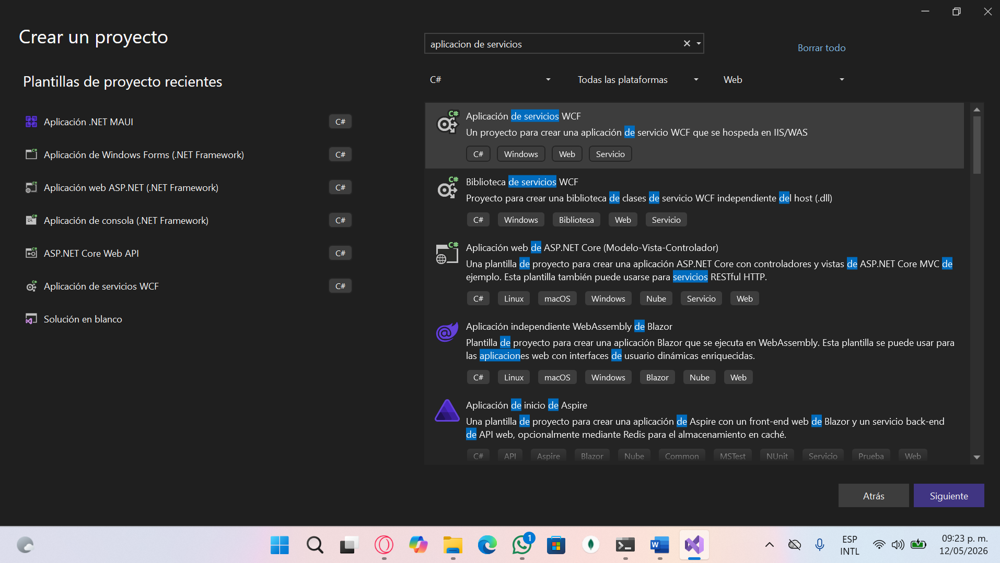 Crear un proyecto
aplicacion de servicios
Borrar todo
C#
Todas las plataformas
Web
Plantillas de proyecto recientes
Aplicación .NET MAUI
C#
Aplicación de Windows Forms (.NET Framework)
C#
Aplicación web ASP.NET (.NET Framework)
C#
Aplicación de consola (.NET Framework)
C#
ASP.NET Core Web API
C#
Aplicación de servicios WCF
C#
Solución en blanco
Aplicación de servicios WCF
Un proyecto para crear una aplicación de servicio WCF que se hospeda en IIS/WAS
C# Windows Web Servicio
Biblioteca de servicios WCF
Proyecto para crear una biblioteca de clases de servicio WCF independiente del host (.dll)
C# Windows Biblioteca Web Servicio
Aplicación web de ASP.NET Core (Modelo-Vista-Controlador)
Una plantilla de proyecto para crear una aplicación ASP.NET Core con controladores y vistas de ASP.NET Core MVC de
ejemplo. Esta plantilla también puede usarse para servicios RESTful HTTP.
C# Linux macOS Windows Nube Servicio Web
Aplicación independiente WebAssembly de Blazor
Plantilla de proyecto para crear una aplicación Blazor que se ejecuta en WebAssembly. Esta plantilla se puede usar para
las aplicaciones web con interfaces de usuario dinámicas enriquecidas.
C# Linux macOS Windows Blazor Nube Web
Aplicación de inicio de Aspire
Una plantilla de proyecto para crear una aplicación de Aspire con un front-end web de Blazor y un servicio back-end
de API web, opcionalmente mediante Redis para el almacenamiento en caché.
C# API Aspire Blazor Nube Common MSTest NUnit Servicio Prueba Web
Atrás
Siguiente
1
ESP
INTL
09:23 p. m.
12/05/2026